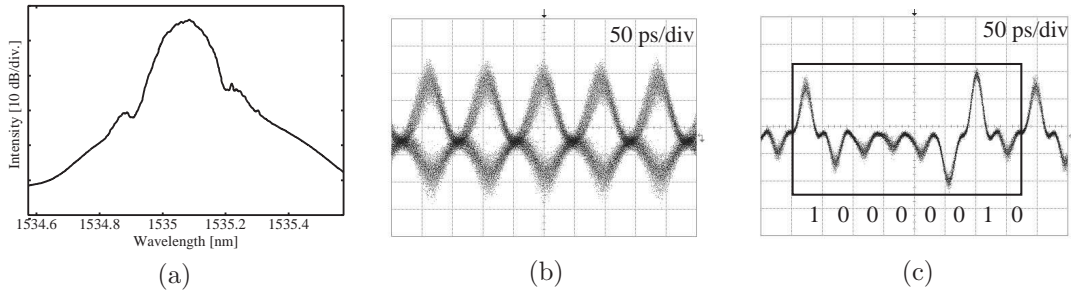 Intensity [10 dB/div.]
1534.6 1534.8 1535 1535.2 1535.4
Wavelength [nm]
(a)
50 ps/div
(b)
50 ps/div
1 0 0 0 0 0 1 0
(c)